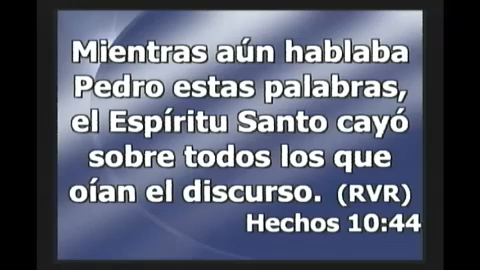 Mientras aún hablaba
Pedro estas palabras,
el Espíritu Santo cayó
sobre todos los que
oían el discurso. (RVR)
Hechos 10:44